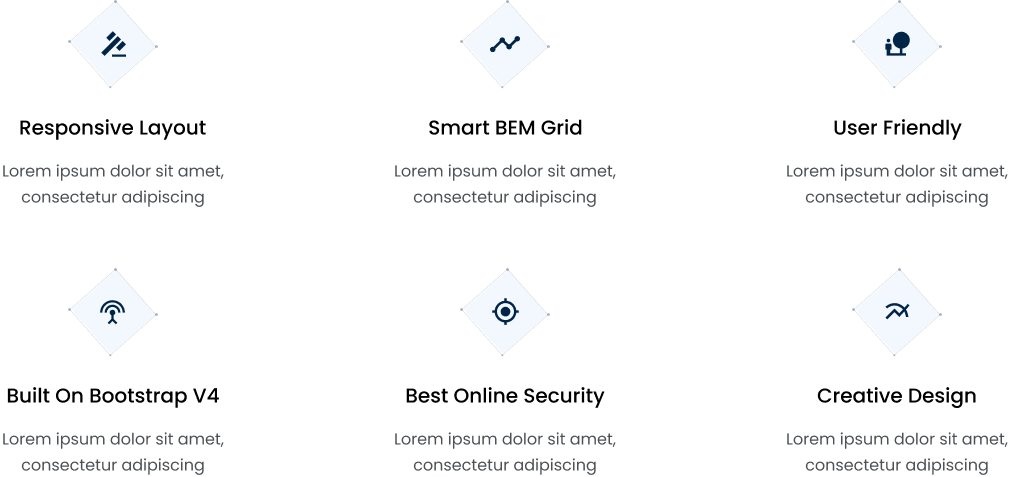 Responsive Layout
Lorem ipsum dolor sit amet,
consectetur adipiscing
Smart BEM Grid
Lorem ipsum dolor sit amet,
consectetur adipiscing
User Friendly
Lorem ipsum dolor sit amet,
consectetur adipiscing
Built On Bootstrap V4
Lorem ipsum dolor sit amet,
consectetur adipiscing
Best Online Security
Lorem ipsum dolor sit amet,
consectetur adipiscing
Creative Design
Lorem ipsum dolor sit amet,
consectetur adipiscing